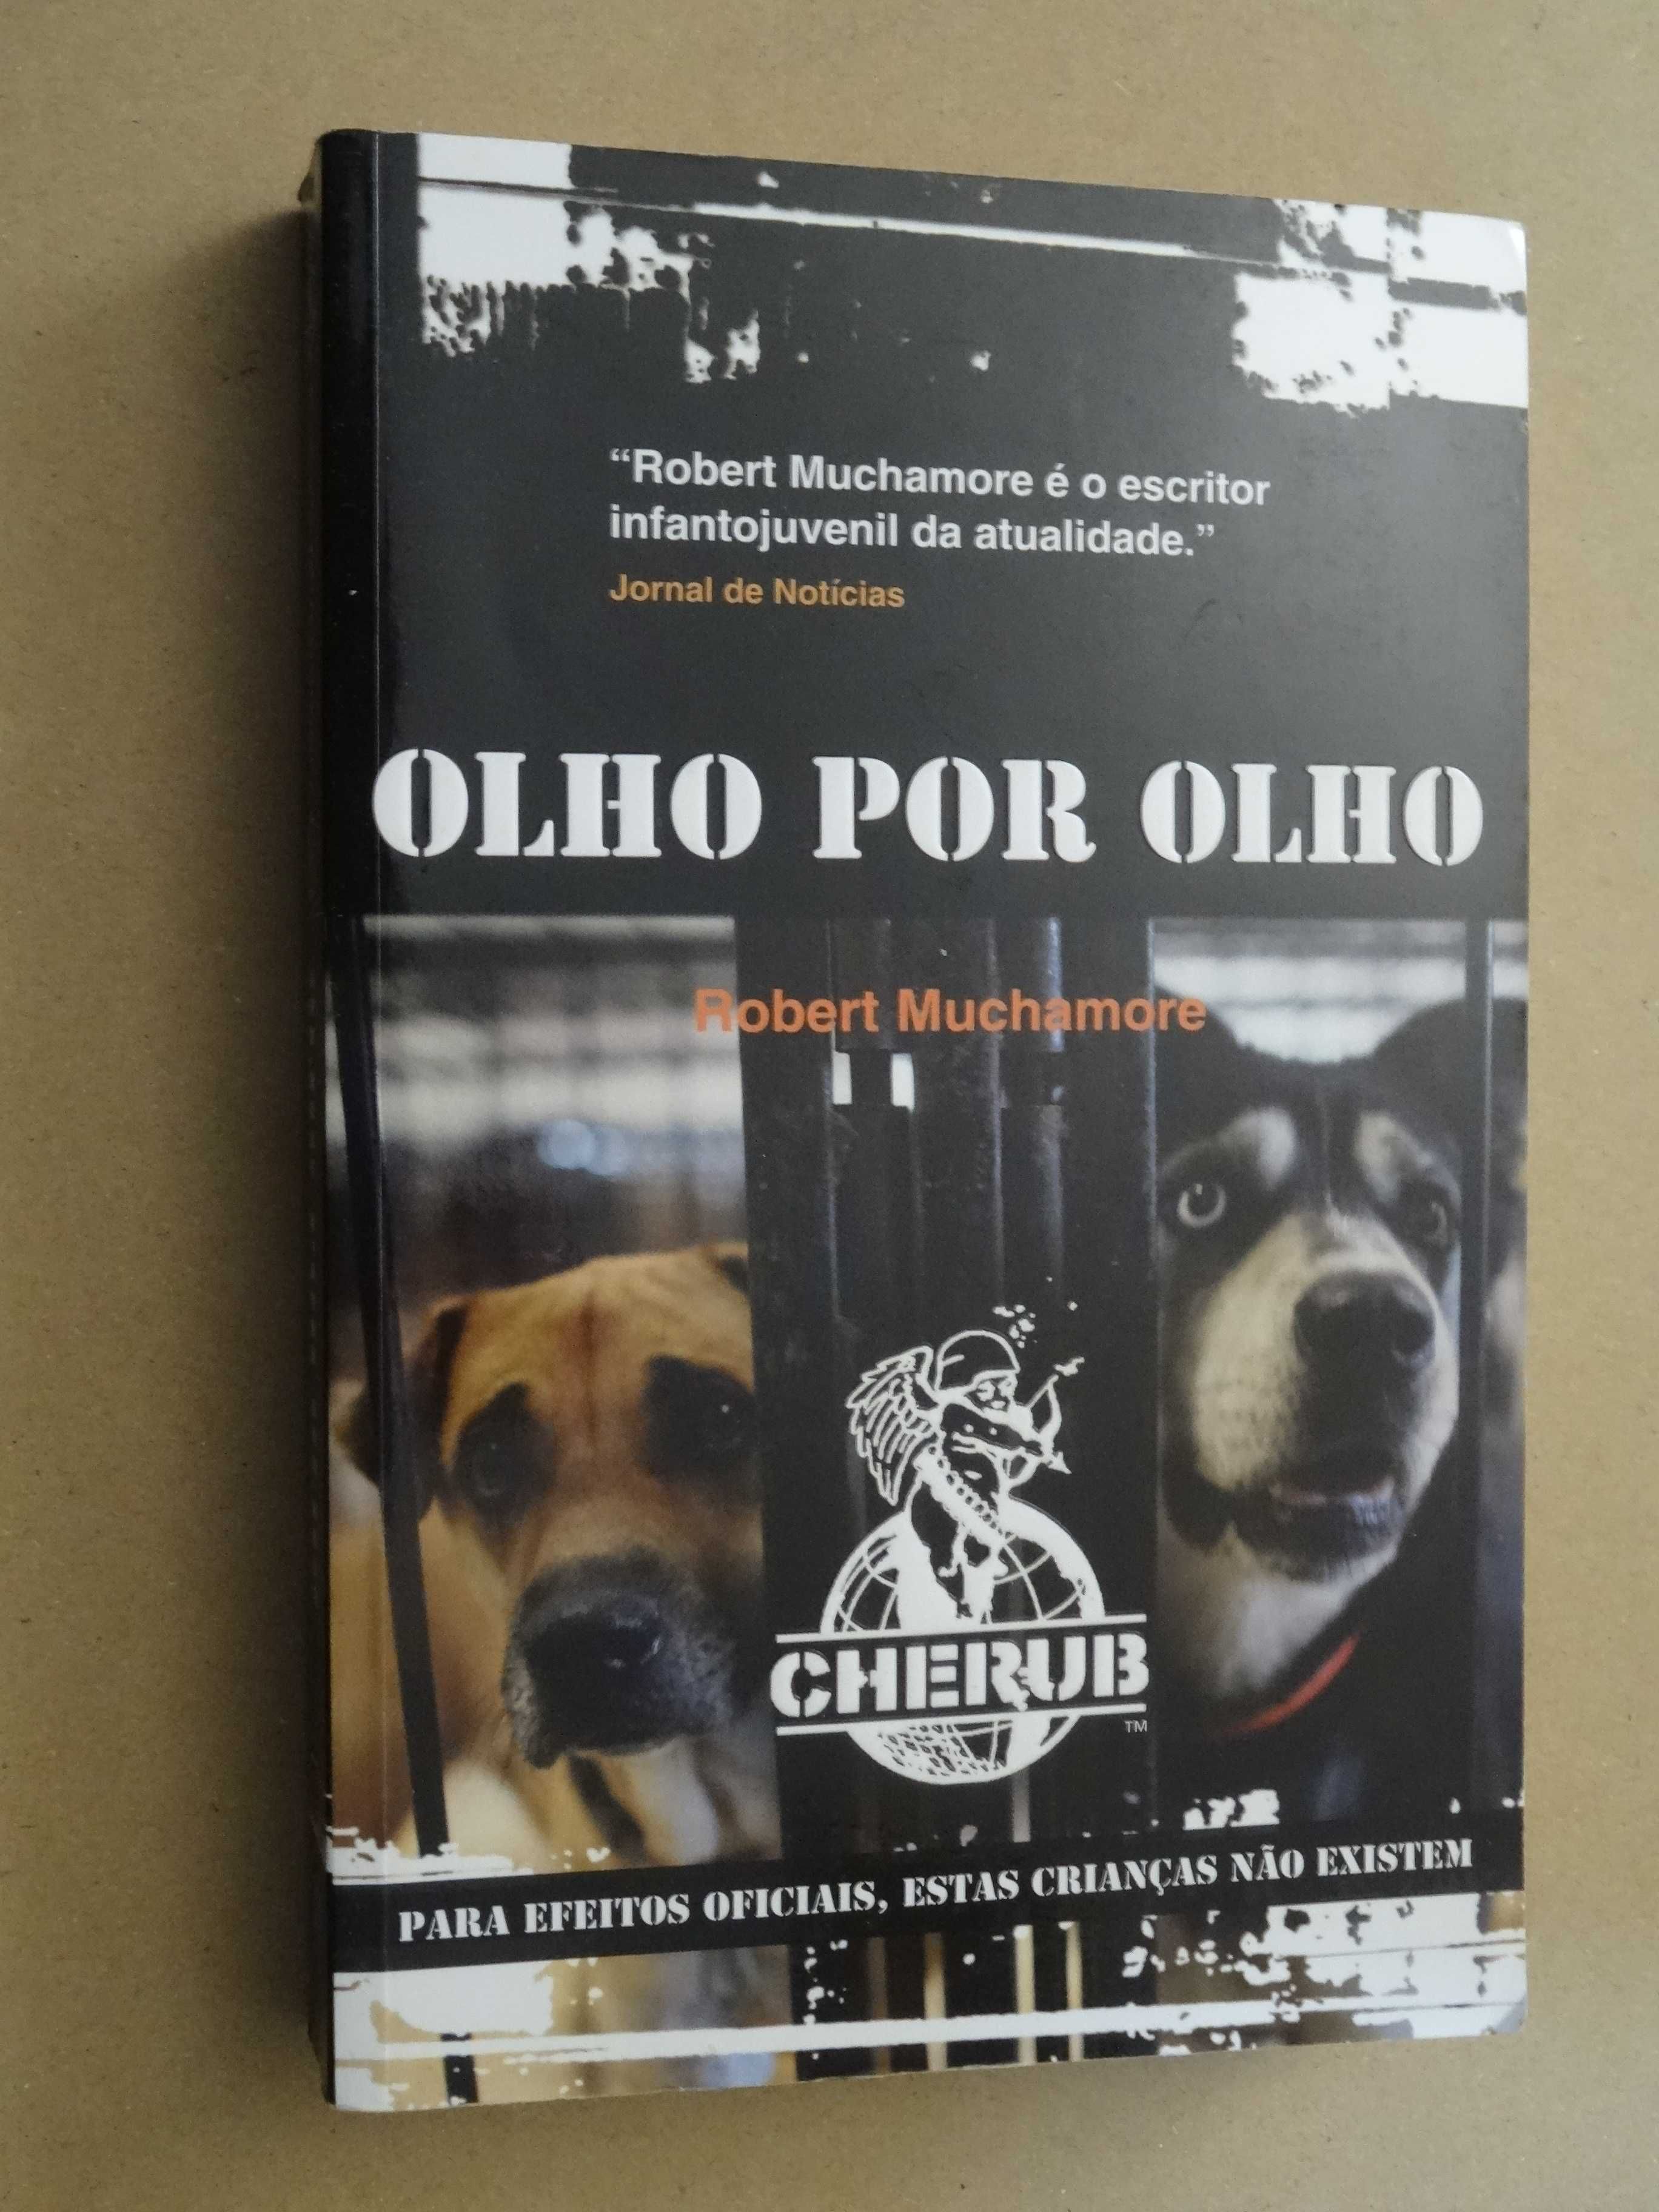 “Robert Muchamore é o escritor
infantojuvenil da atualidade.”
Jornal de Notícias
OLHO POR OLHO
Robert Muchamore
CHERUB
TM
PARA EFEITOS OFICIAIS, ESTAS CRIANÇAS NÃO EXISTEM